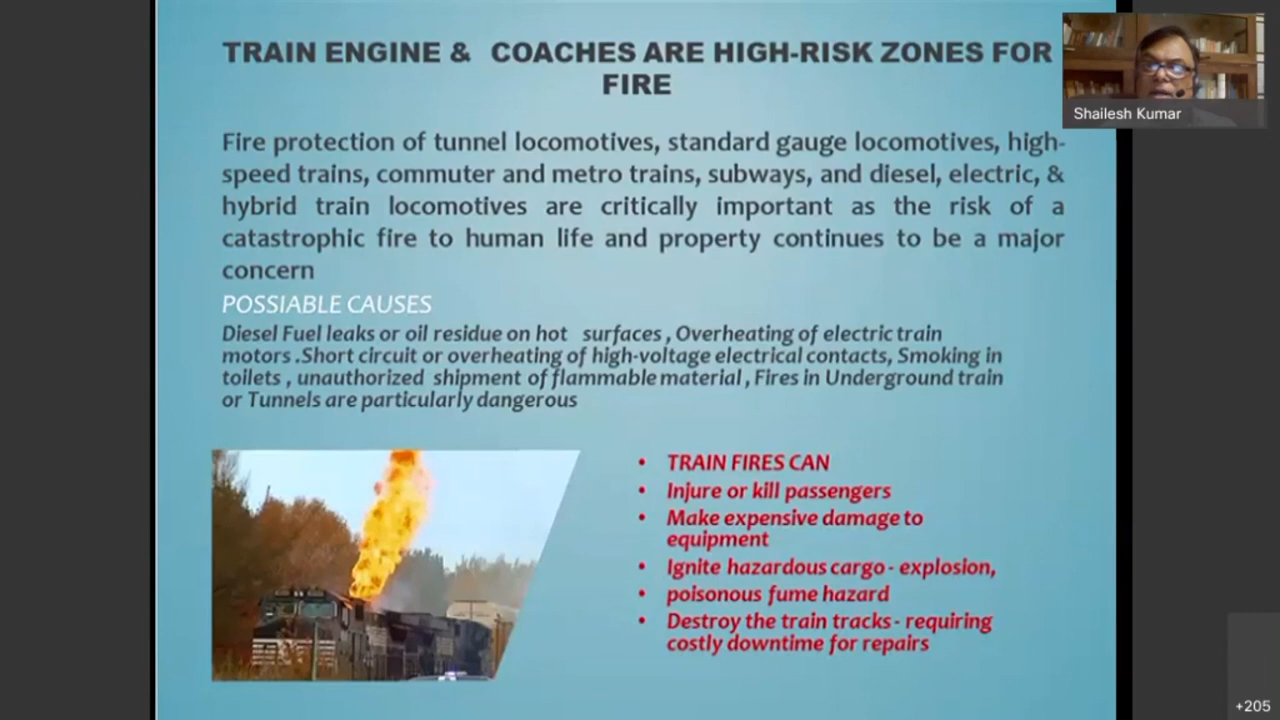 TRAIN ENGINE & COACHES ARE HIGH-RISK ZONES FOR
FIRE
Shailesh Kumar
Fire protection of tunnel locomotives, standard gauge locomotives, high-
speed trains, commuter and metro trains, subways, and diesel, electric, &
hybrid train locomotives are critically important as the risk of a
catastrophic fire to human life and property continues to be a major
concern
POSSIABLE CAUSES
Diesel Fuel leaks or oil residue on hot surfaces , Overheating of electric train
motors .Short circuit or overheating of high-voltage electrical contacts, Smoking in
toilets , unauthorized shipment of flammable material , Fires in Underground train
or Tunnels are particularly dangerous
• TRAIN FIRES CAN
• Injure or kill passengers
• Make expensive damage to
equipment
• Ignite hazardous cargo - explosion,
• poisonous fume hazard
• Destroy the train tracks - requiring
costly downtime for repairs
+205